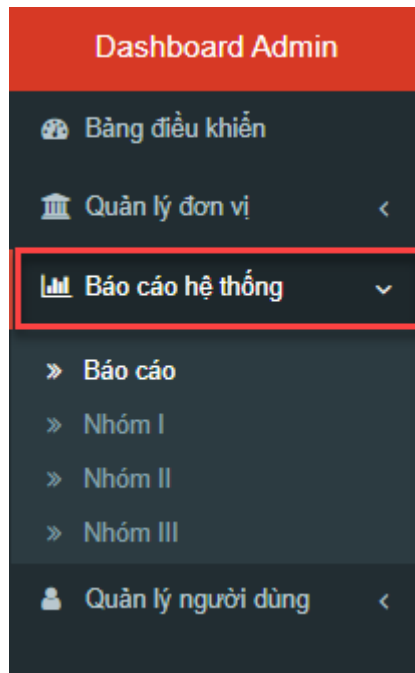 Dashboard Admin
Bảng điều khiển
Quản lý đơn vị
Báo cáo hệ thống
Báo cáo
Nhóm I
Nhóm II
Nhóm III
Quản lý người dùng